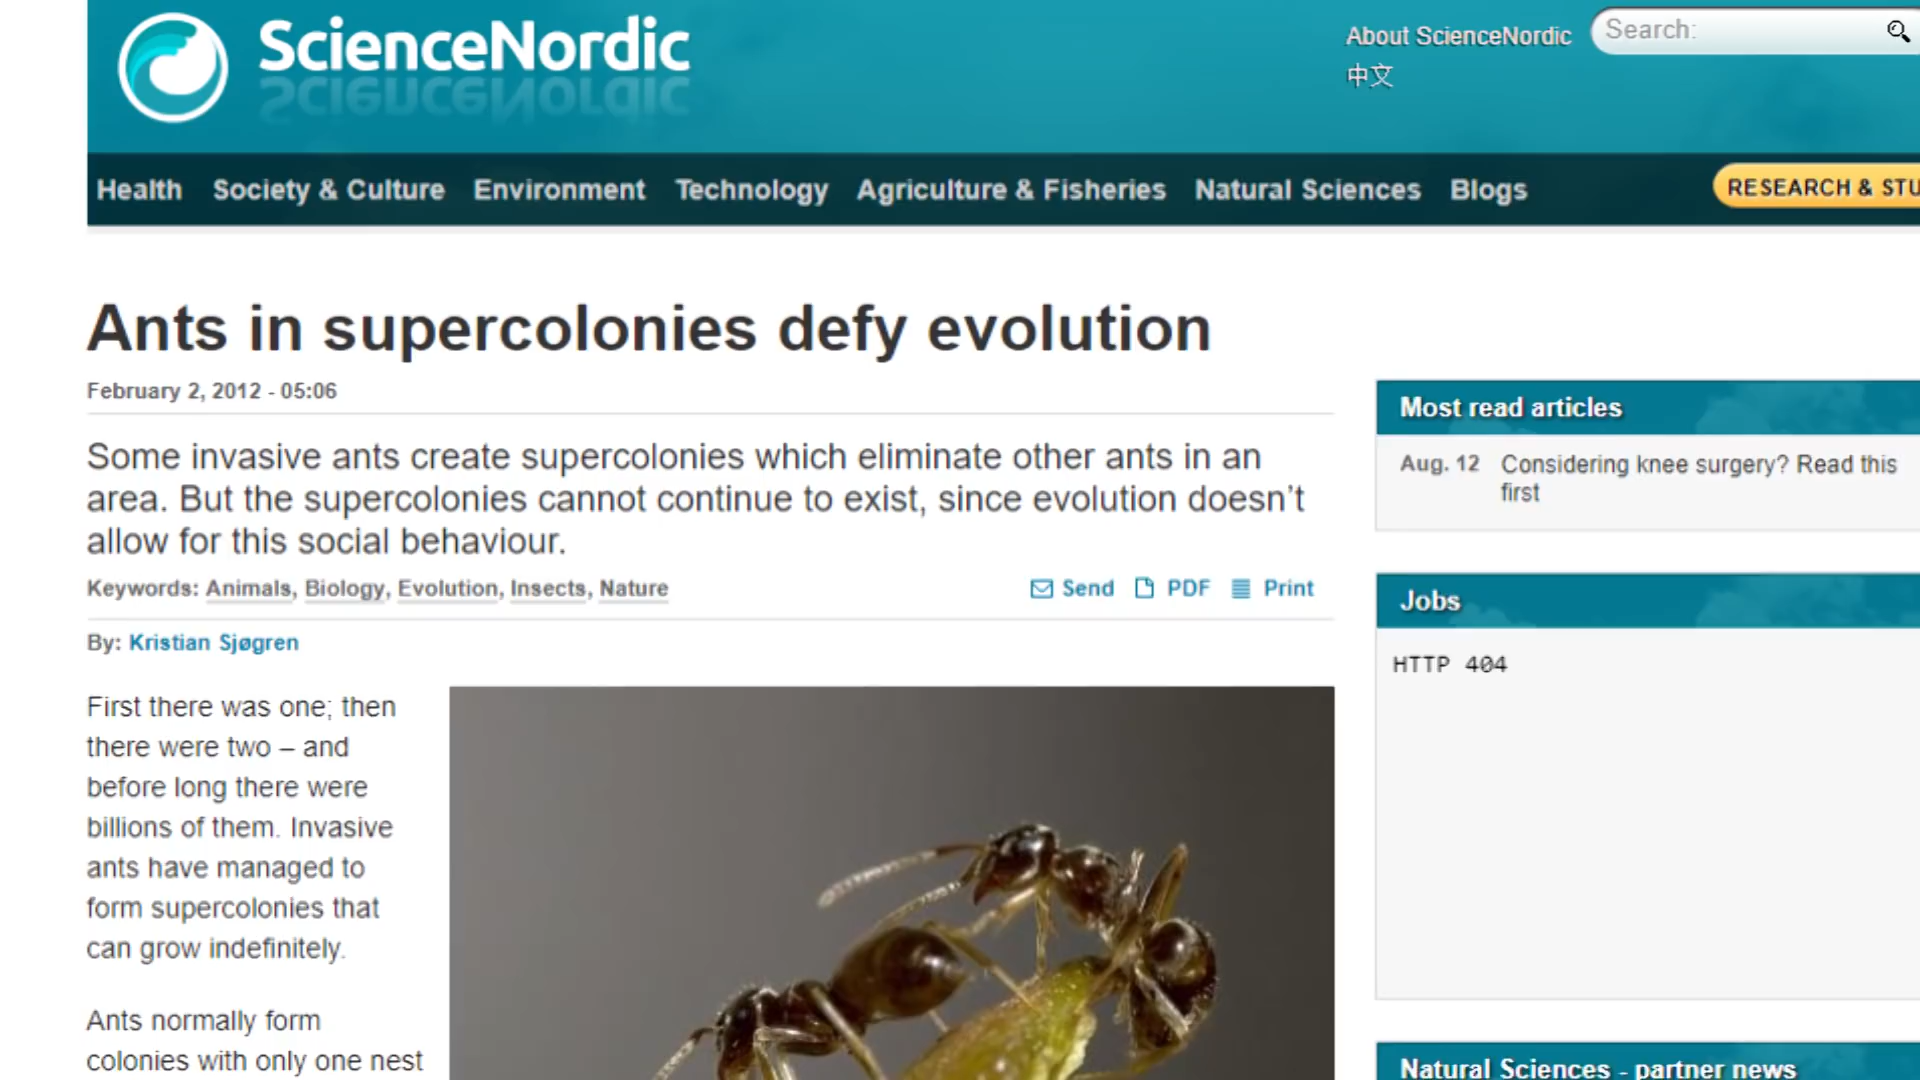 ScienceNordic
About ScienceNordic
中文
Search:
Health Society & Culture Environment Technology Agriculture & Fisheries Natural Sciences Blogs
RESEARCH & STU
Ants in supercolonies defy evolution
February 2, 2012 - 05:06
Some invasive ants create supercolonies which eliminate other ants in an
area. But the supercolonies cannot continue to exist, since evolution doesn’t
allow for this social behaviour.
Keywords: Animals, Biology, Evolution, Insects, Nature
Send PDF Print
By: Kristian Sjøgren
First there was one; then
there were two – and
before long there were
billions of them. Invasive
ants have managed to
form supercolonies that
can grow indefinitely.
Ants normally form
colonies with only one nest
Most read articles
Aug. 12 Considering knee surgery? Read this
first
Jobs
HTTP 404
Natural Sciences - partner news